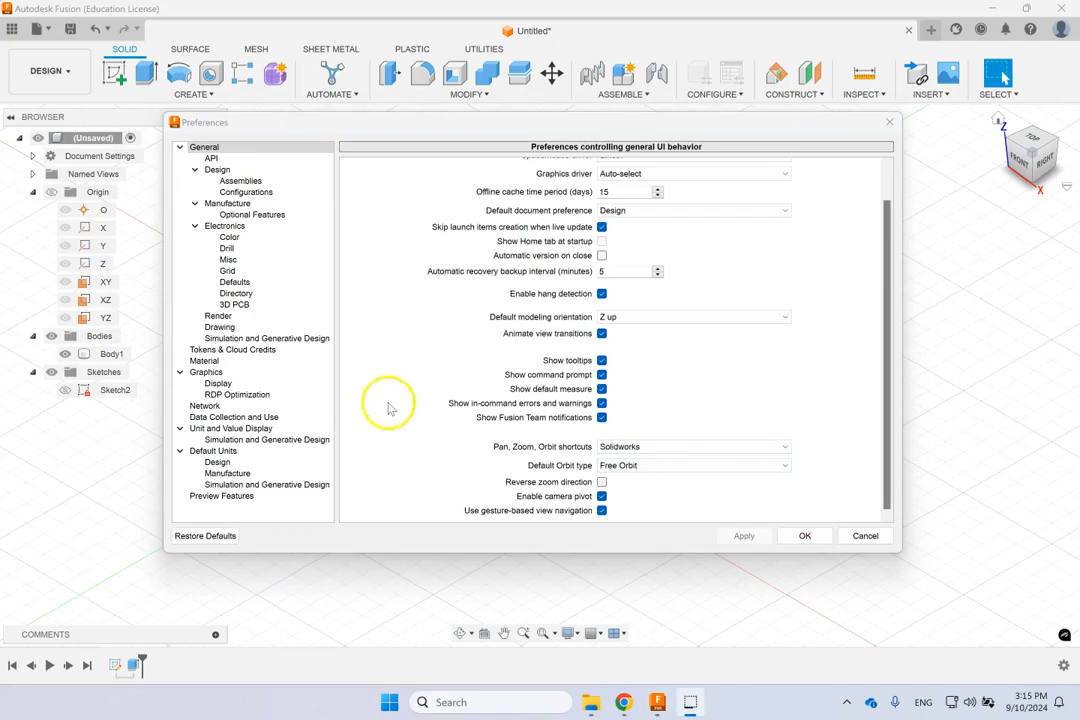 Autodesk Fusion (Education License)
Untitled*
DESIGN
SOLID SURFACE MESH SHEET METAL PLASTIC UTILITIES
CREATE AUTOMATE MODIFY ASSEMBLE CONFIGURE CONSTRUCT INSPECT INSERT SELECT
BROWSER
(Unsaved)
Document Settings
Named Views
Origin
O
X
Y
Z
XY
XZ
YZ
Bodies
Body1
Sketches
Sketch2
Preferences
General
API
Design
Assemblies
Configurations
Manufacture
Optional Features
Electronics
Color
Drill
Misc
Grid
Defaults
Directory
3D PCB
Render
Drawing
Simulation and Generative Design
Tokens & Cloud Credits
Material
Graphics
Display
RDP Optimization
Network
Data Collection and Use
Unit and Value Display
Simulation and Generative Design
Default Units
Design
Manufacture
Simulation and Generative Design
Preview Features
Preferences controlling general UI behavior
Graphics driver Auto-select
Offline cache time period (days) 15
Default document preference Design
Skip launch items creation when live update
Show Home tab at startup
Automatic version on close
Automatic recovery backup interval (minutes) 5
Enable hang detection
Default modeling orientation Z up
Animate view transitions
Show tooltips
Show command prompt
Show default measure
Show in-command errors and warnings
Show Fusion Team notifications
Pan, Zoom, Orbit shortcuts Solidworks
Default Orbit type Free Orbit
Reverse zoom direction
Enable camera pivot
Use gesture-based view navigation
Restore Defaults Apply OK Cancel
Z
TOP
FRONT RIGHT
X
COMMENTS
Search
ENG
3:15 PM
9/10/2024